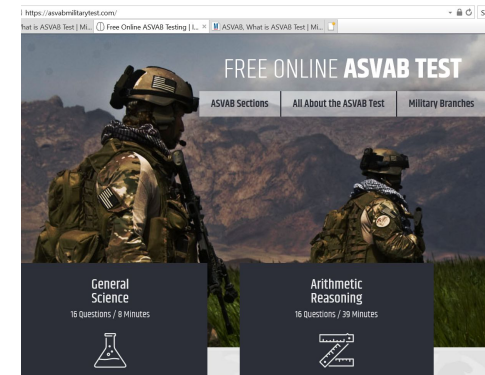 https://asvabmilitarytest.com/
hat is ASVAB Test | Mi... Free Online ASVAB Testing | I... × ASVAB, What is ASVAB Test | Mi...
FREE ONLINE ASVAB TEST
ASVAB Sections All About the ASVAB Test Military Branches
General
Science
16 Questions / 8 Minutes
Arithmetic
Reasoning
16 Questions / 39 Minutes